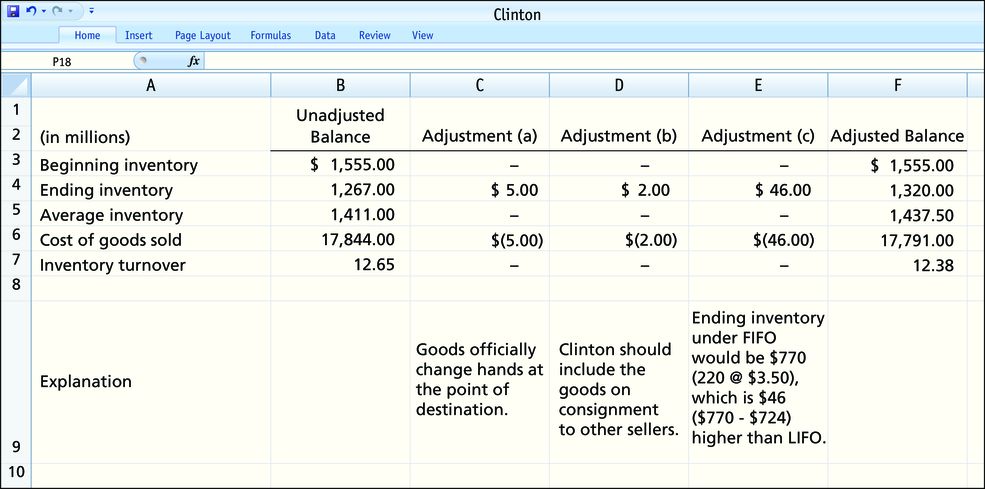 Clinton
Home Insert Page Layout Formulas Data Review View
P18 fx
A B C D E F
1 Unadjusted
2 (in millions) Balance Adjustment (a) Adjustment (b) Adjustment (c) Adjusted Balance
3 Beginning inventory $ 1,555.00 – – – $ 1,555.00
4 Ending inventory 1,267.00 $ 5.00 $ 2.00 $ 46.00 1,320.00
5 Average inventory 1,411.00 – – – 1,437.50
6 Cost of goods sold 17,844.00 $(5.00) $(2.00) $(46.00) 17,791.00
7 Inventory turnover 12.65 – – – 12.38
8
9 Explanation
Goods officially
change hands at
the point of
destination.
Clinton should
include the
goods on
consignment
to other sellers.
Ending inventory
under FIFO
would be $770
(220 @ $3.50),
which is $46
($770 - $724)
higher than LIFO.
10